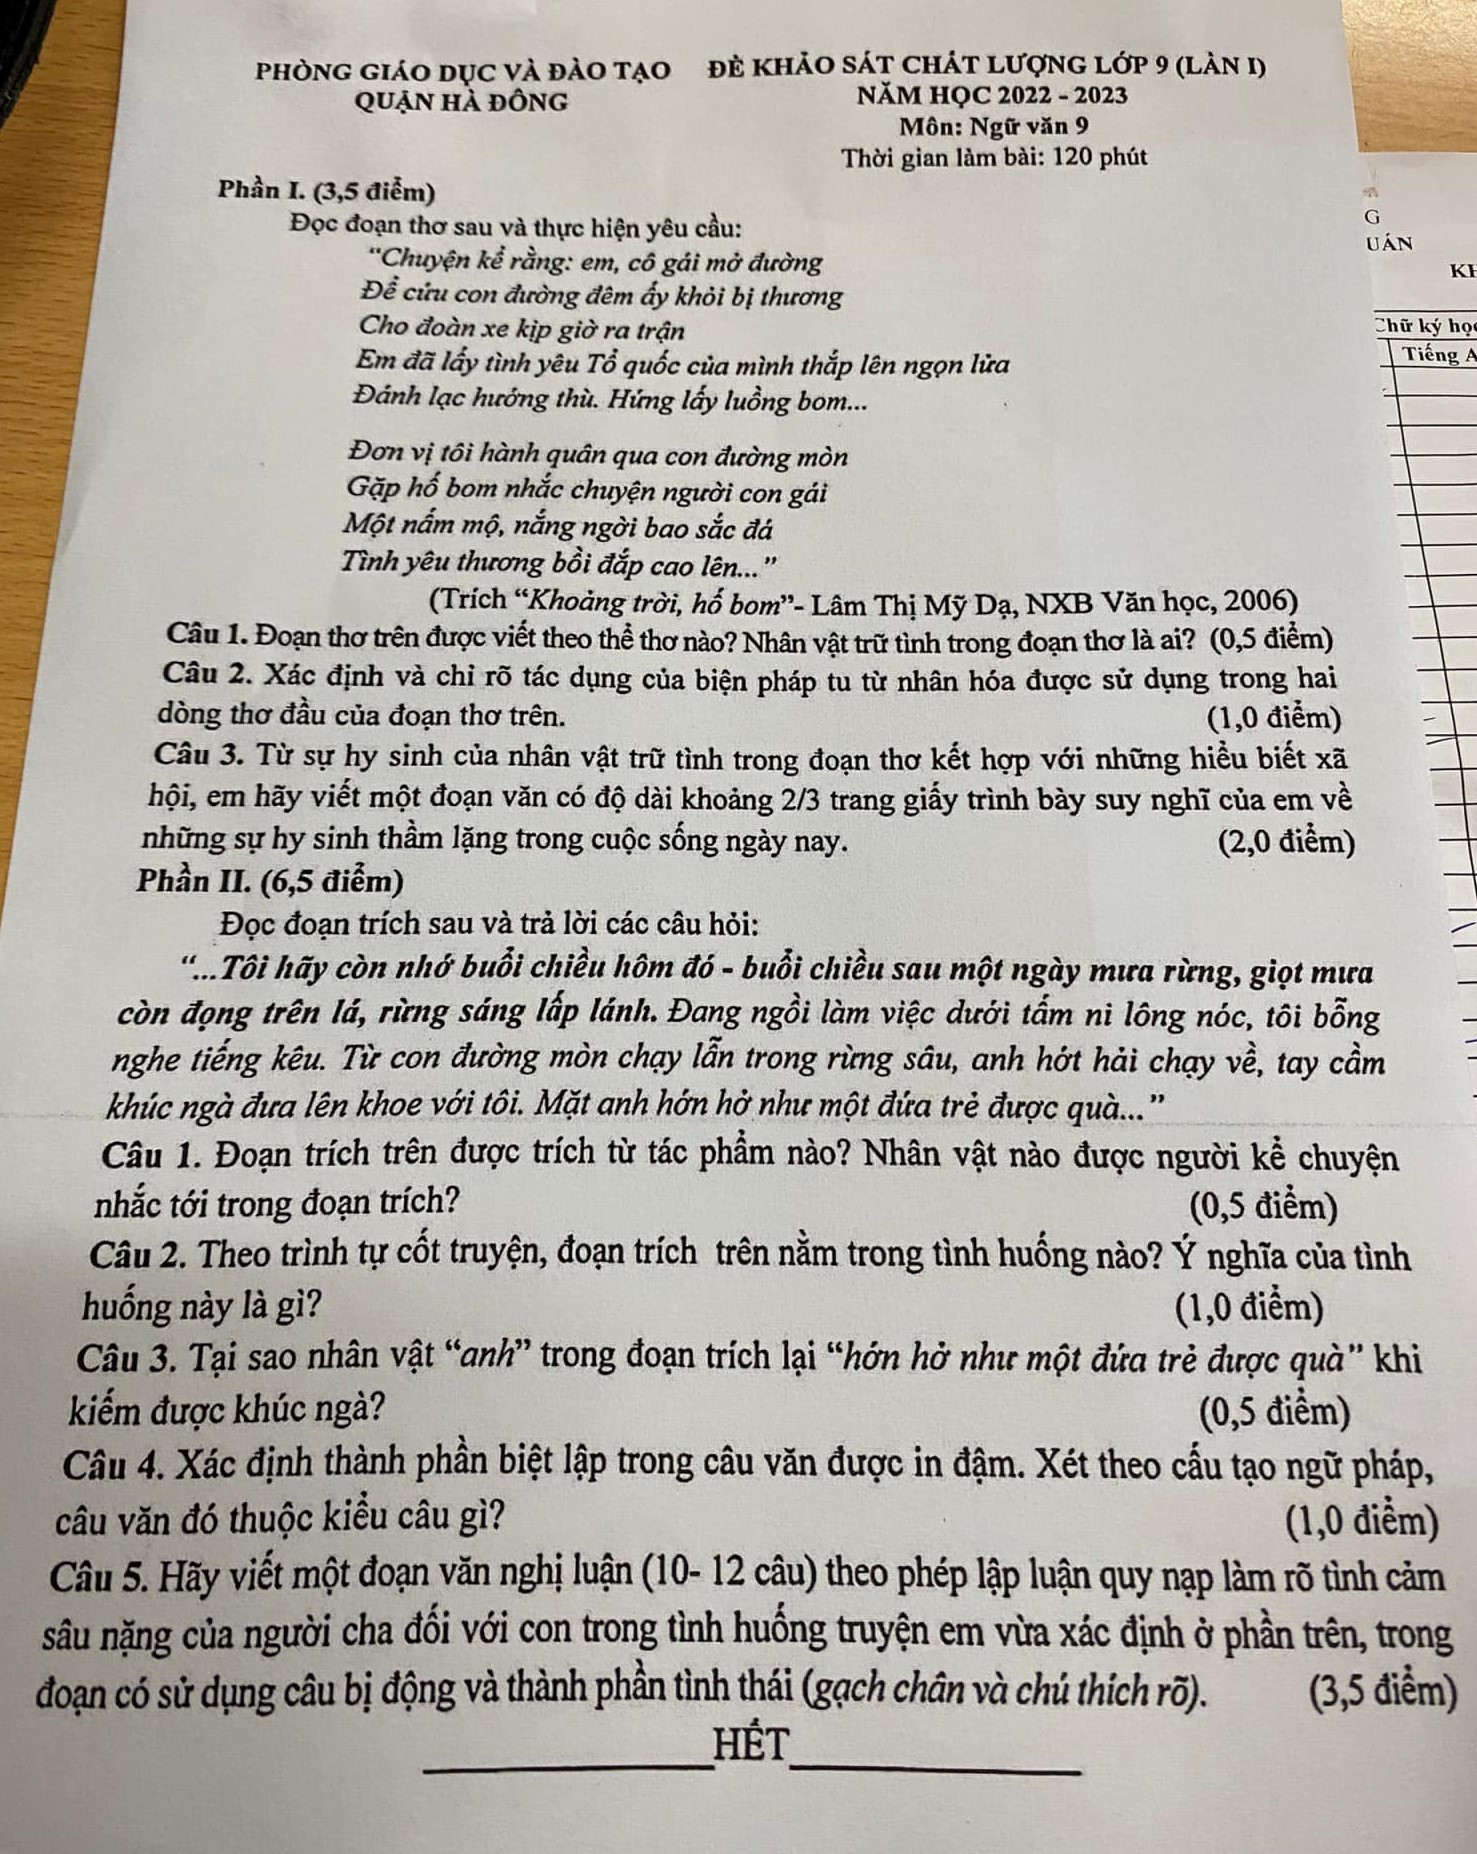 PHÒNG GIÁO DỤC VÀ ĐÀO TẠO
QUẬN HÀ ĐÔNG
ĐỀ KHẢO SÁT CHẤT LƯỢNG LỚP 9 (LẦN I)
NĂM HỌC 2022 - 2023
Môn: Ngữ văn 9
Thời gian làm bài: 120 phút
Phần I. (3,5 điểm)
Đọc đoạn thơ sau và thực hiện yêu cầu:
“Chuyện kể rằng: em, cô gái mở đường
Để cứu con đường đêm ấy khỏi bị thương
Cho đoàn xe kịp giờ ra trận
Em đã lấy tình yêu Tổ quốc của mình thắp lên ngọn lửa
Đánh lạc hướng thù. Hứng lấy luồng bom...
Đơn vị tôi hành quân qua con đường mòn
Gặp hố bom nhắc chuyện người con gái
Một nấm mộ, nắng ngời bao sắc đá
Tình yêu thương bồi đắp cao lên...”
(Trích “Khoảng trời, hố bom”- Lâm Thị Mỹ Dạ, NXB Văn học, 2006)
Câu 1. Đoạn thơ trên được viết theo thể thơ nào? Nhân vật trữ tình trong đoạn thơ là ai? (0,5 điểm)
Câu 2. Xác định và chỉ rõ tác dụng của biện pháp tu từ nhân hóa được sử dụng trong hai
dòng thơ đầu của đoạn thơ trên. (1,0 điểm)
Câu 3. Từ sự hy sinh của nhân vật trữ tình trong đoạn thơ kết hợp với những hiểu biết xã
hội, em hãy viết một đoạn văn có độ dài khoảng 2/3 trang giấy trình bày suy nghĩ của em về
những sự hy sinh thầm lặng trong cuộc sống ngày nay. (2,0 điểm)
Phần II. (6,5 điểm)
Đọc đoạn trích sau và trả lời các câu hỏi:
“...Tôi hãy còn nhớ buổi chiều hôm đó - buổi chiều sau một ngày mưa rừng, giọt mưa
còn đọng trên lá, rừng sáng lấp lánh. Đang ngồi làm việc dưới tấm ni lông nóc, tôi bỗng
nghe tiếng kêu. Từ con đường mòn chạy lẫn trong rừng sâu, anh hớt hải chạy về, tay cầm
khúc ngà đưa lên khoe với tôi. Mặt anh hớn hở như một đứa trẻ được quà...”
Câu 1. Đoạn trích trên được trích từ tác phẩm nào? Nhân vật nào được người kể chuyện
nhắc tới trong đoạn trích? (0,5 điểm)
Câu 2. Theo trình tự cốt truyện, đoạn trích trên nằm trong tình huống nào? Ý nghĩa của tình
huống này là gì? (1,0 điểm)
Câu 3. Tại sao nhân vật “anh” trong đoạn trích lại “hớn hở như một đứa trẻ được quà” khi
kiếm được khúc ngà? (0,5 điểm)
Câu 4. Xác định thành phần biệt lập trong câu văn được in đậm. Xét theo cấu tạo ngữ pháp,
câu văn đó thuộc kiểu câu gì? (1,0 điểm)
Câu 5. Hãy viết một đoạn văn nghị luận (10- 12 câu) theo phép lập luận quy nạp làm rõ tình cảm
sâu nặng của người cha đối với con trong tình huống truyện em vừa xác định ở phần trên, trong
đoạn có sử dụng câu bị động và thành phần tình thái (gạch chân và chú thích rõ). (3,5 điểm)
HẾT
G
UÁN
Chữ ký
Tiếng